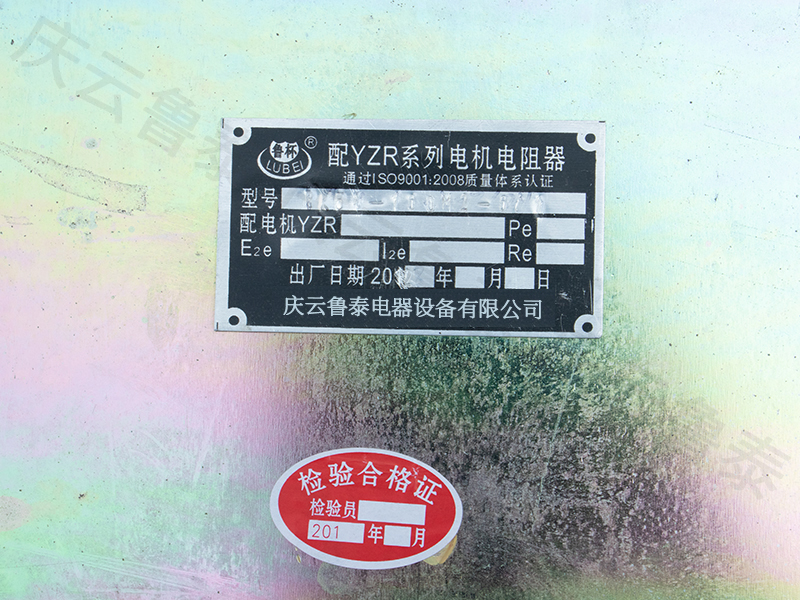 庆云鲁泰
鲁杯
LUBEI
®
配YZR系列电机电阻器
通过ISO9001:2008质量体系认证
型号
配电机YZR Pe
E₂e I₂e Re
出厂日期 201 年 月 日
庆云鲁泰电器设备有限公司
检验合格证
检验员
201 年 月